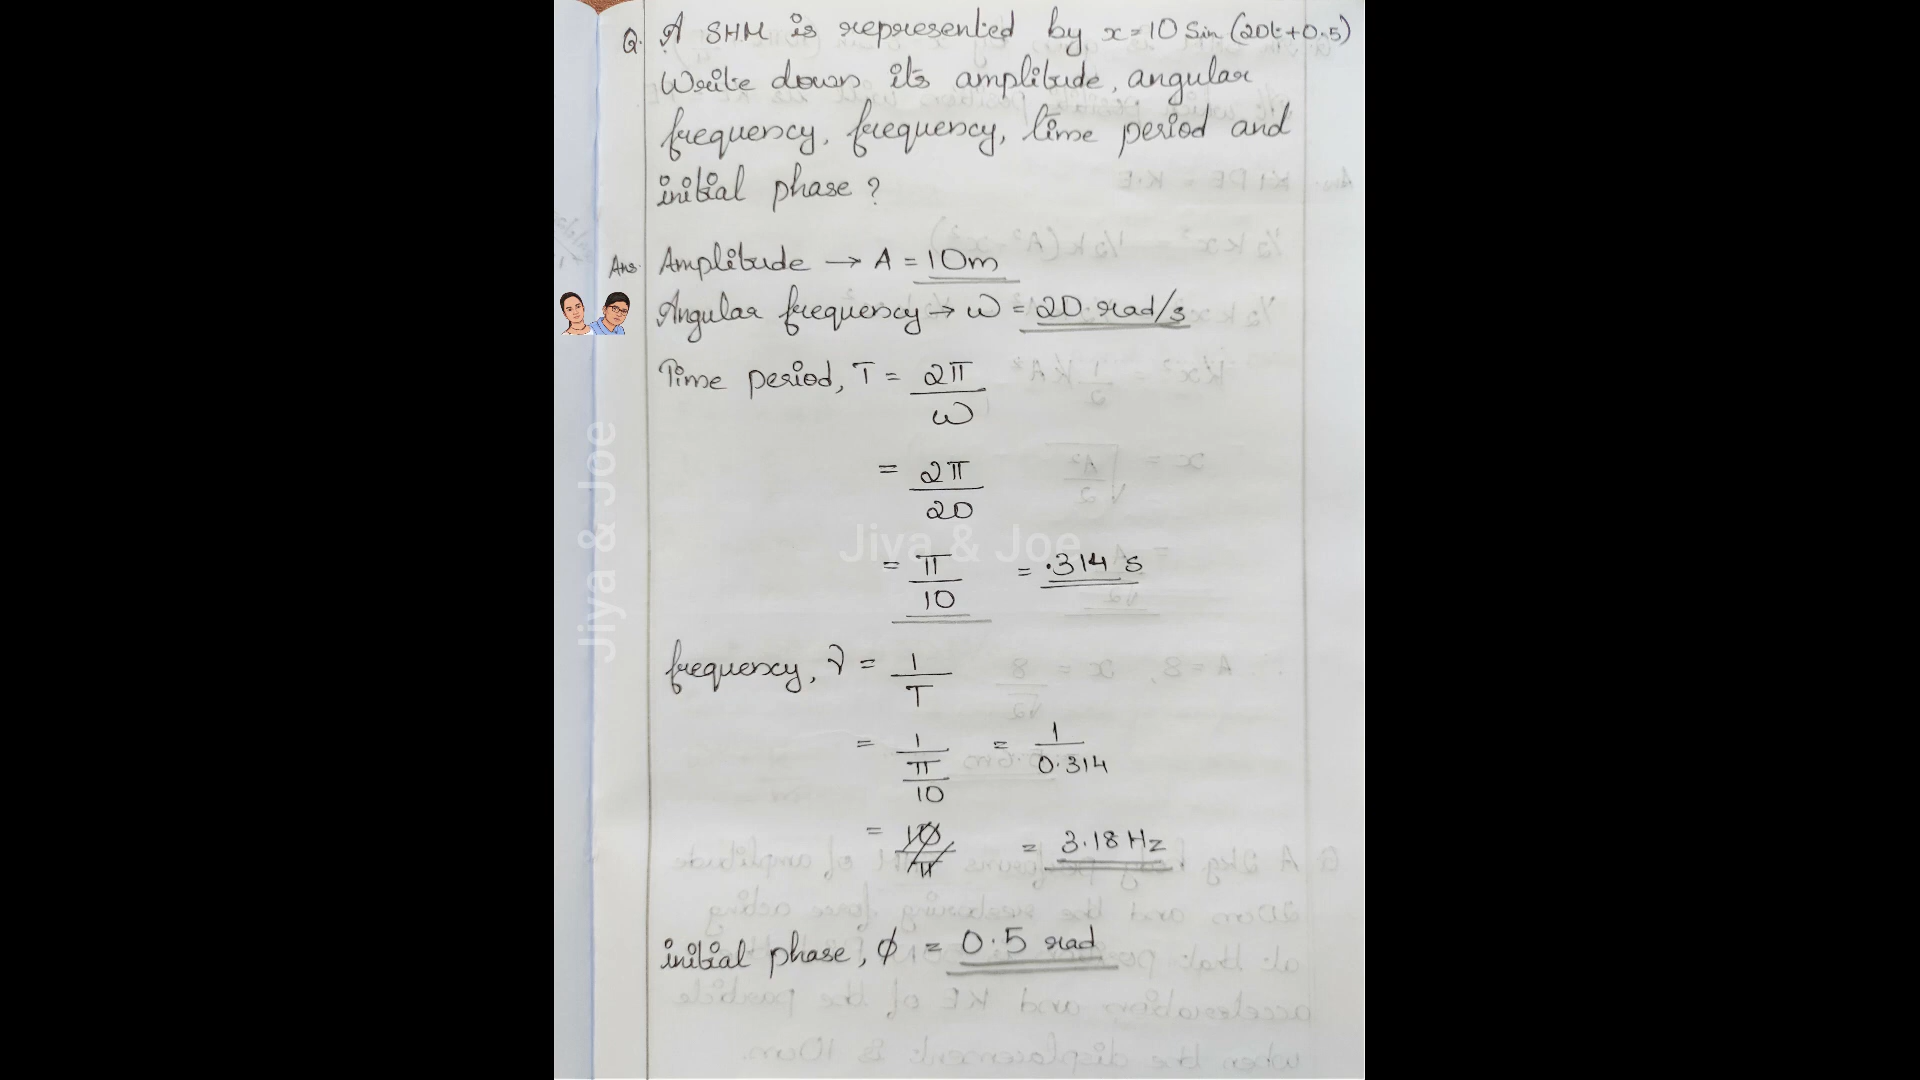 Q. A SHM is represented by x=10 Sin (20t+0.5)
Write down its amplitude, angular
frequency, frequency, time period and
initial phase ?
Ans. Amplitude → A = 10m
Angular frequency → ω = 20 rad/s
Time period, T = 2π/ω
= 2π/20
= π/10 = .314 s
Jiya & Joe
Jiya & Joe
frequency, ν = 1/T
= 1/(π/10) = 1/0.314
= 10/π = 3.18 Hz
initial phase, φ = 0.5 rad